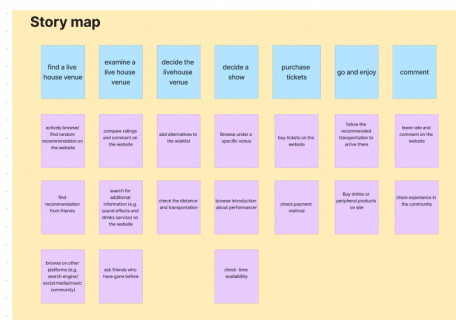 Story map
find a live
house venue
examine a
live house
venue
decide the
livehouse
venue
decide a
show
purchase
tickets
go and enjoy
comment
actively browse/
find random
recommendation on
the website
compare ratings
and comment on
the website
add alternatives to
the wishlist
Browse under a
specific venue
buy tickets on the
website
follow the
recommended
transportation to
arrive there
leave rate and
comment on the
website
find
recommendation
from friends
search for
additional
information (e.g.
sound effects and
drinks service) on
the website
check the distance
and transportation
browse introduction
about performancer
check payment
method
Buy drinks or
peripheral products
on site
share experience in
the community
browse on other
platforms (e.g.
search engine/
social media/music
community)
ask friends who
have gone before
check time
availability